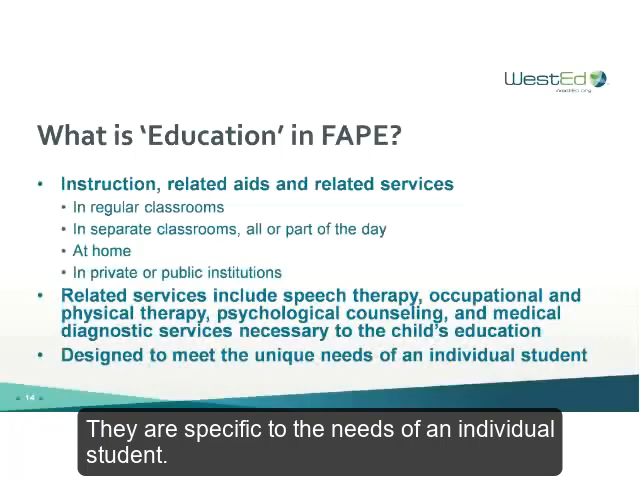 WestEd
WestEd.org
What is ‘Education’ in FAPE?
• Instruction, related aids and related services
• In regular classrooms
• In separate classrooms, all or part of the day
• At home
• In private or public institutions
• Related services include speech therapy, occupational and
physical therapy, psychological counseling, and medical
diagnostic services necessary to the child’s education
• Designed to meet the unique needs of an individual student
14
They are specific to the needs of an individual
student.